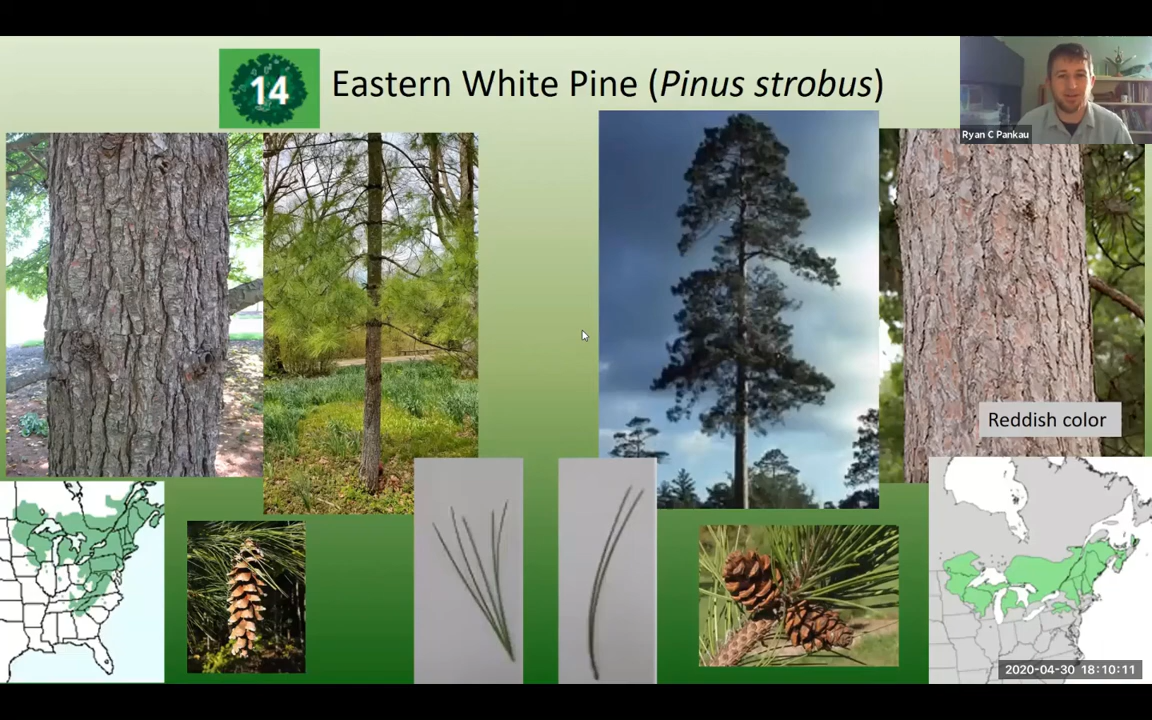 14
Eastern White Pine (Pinus strobus)
Ryan C Pankau
Reddish color
2020-04-30 18:10:11